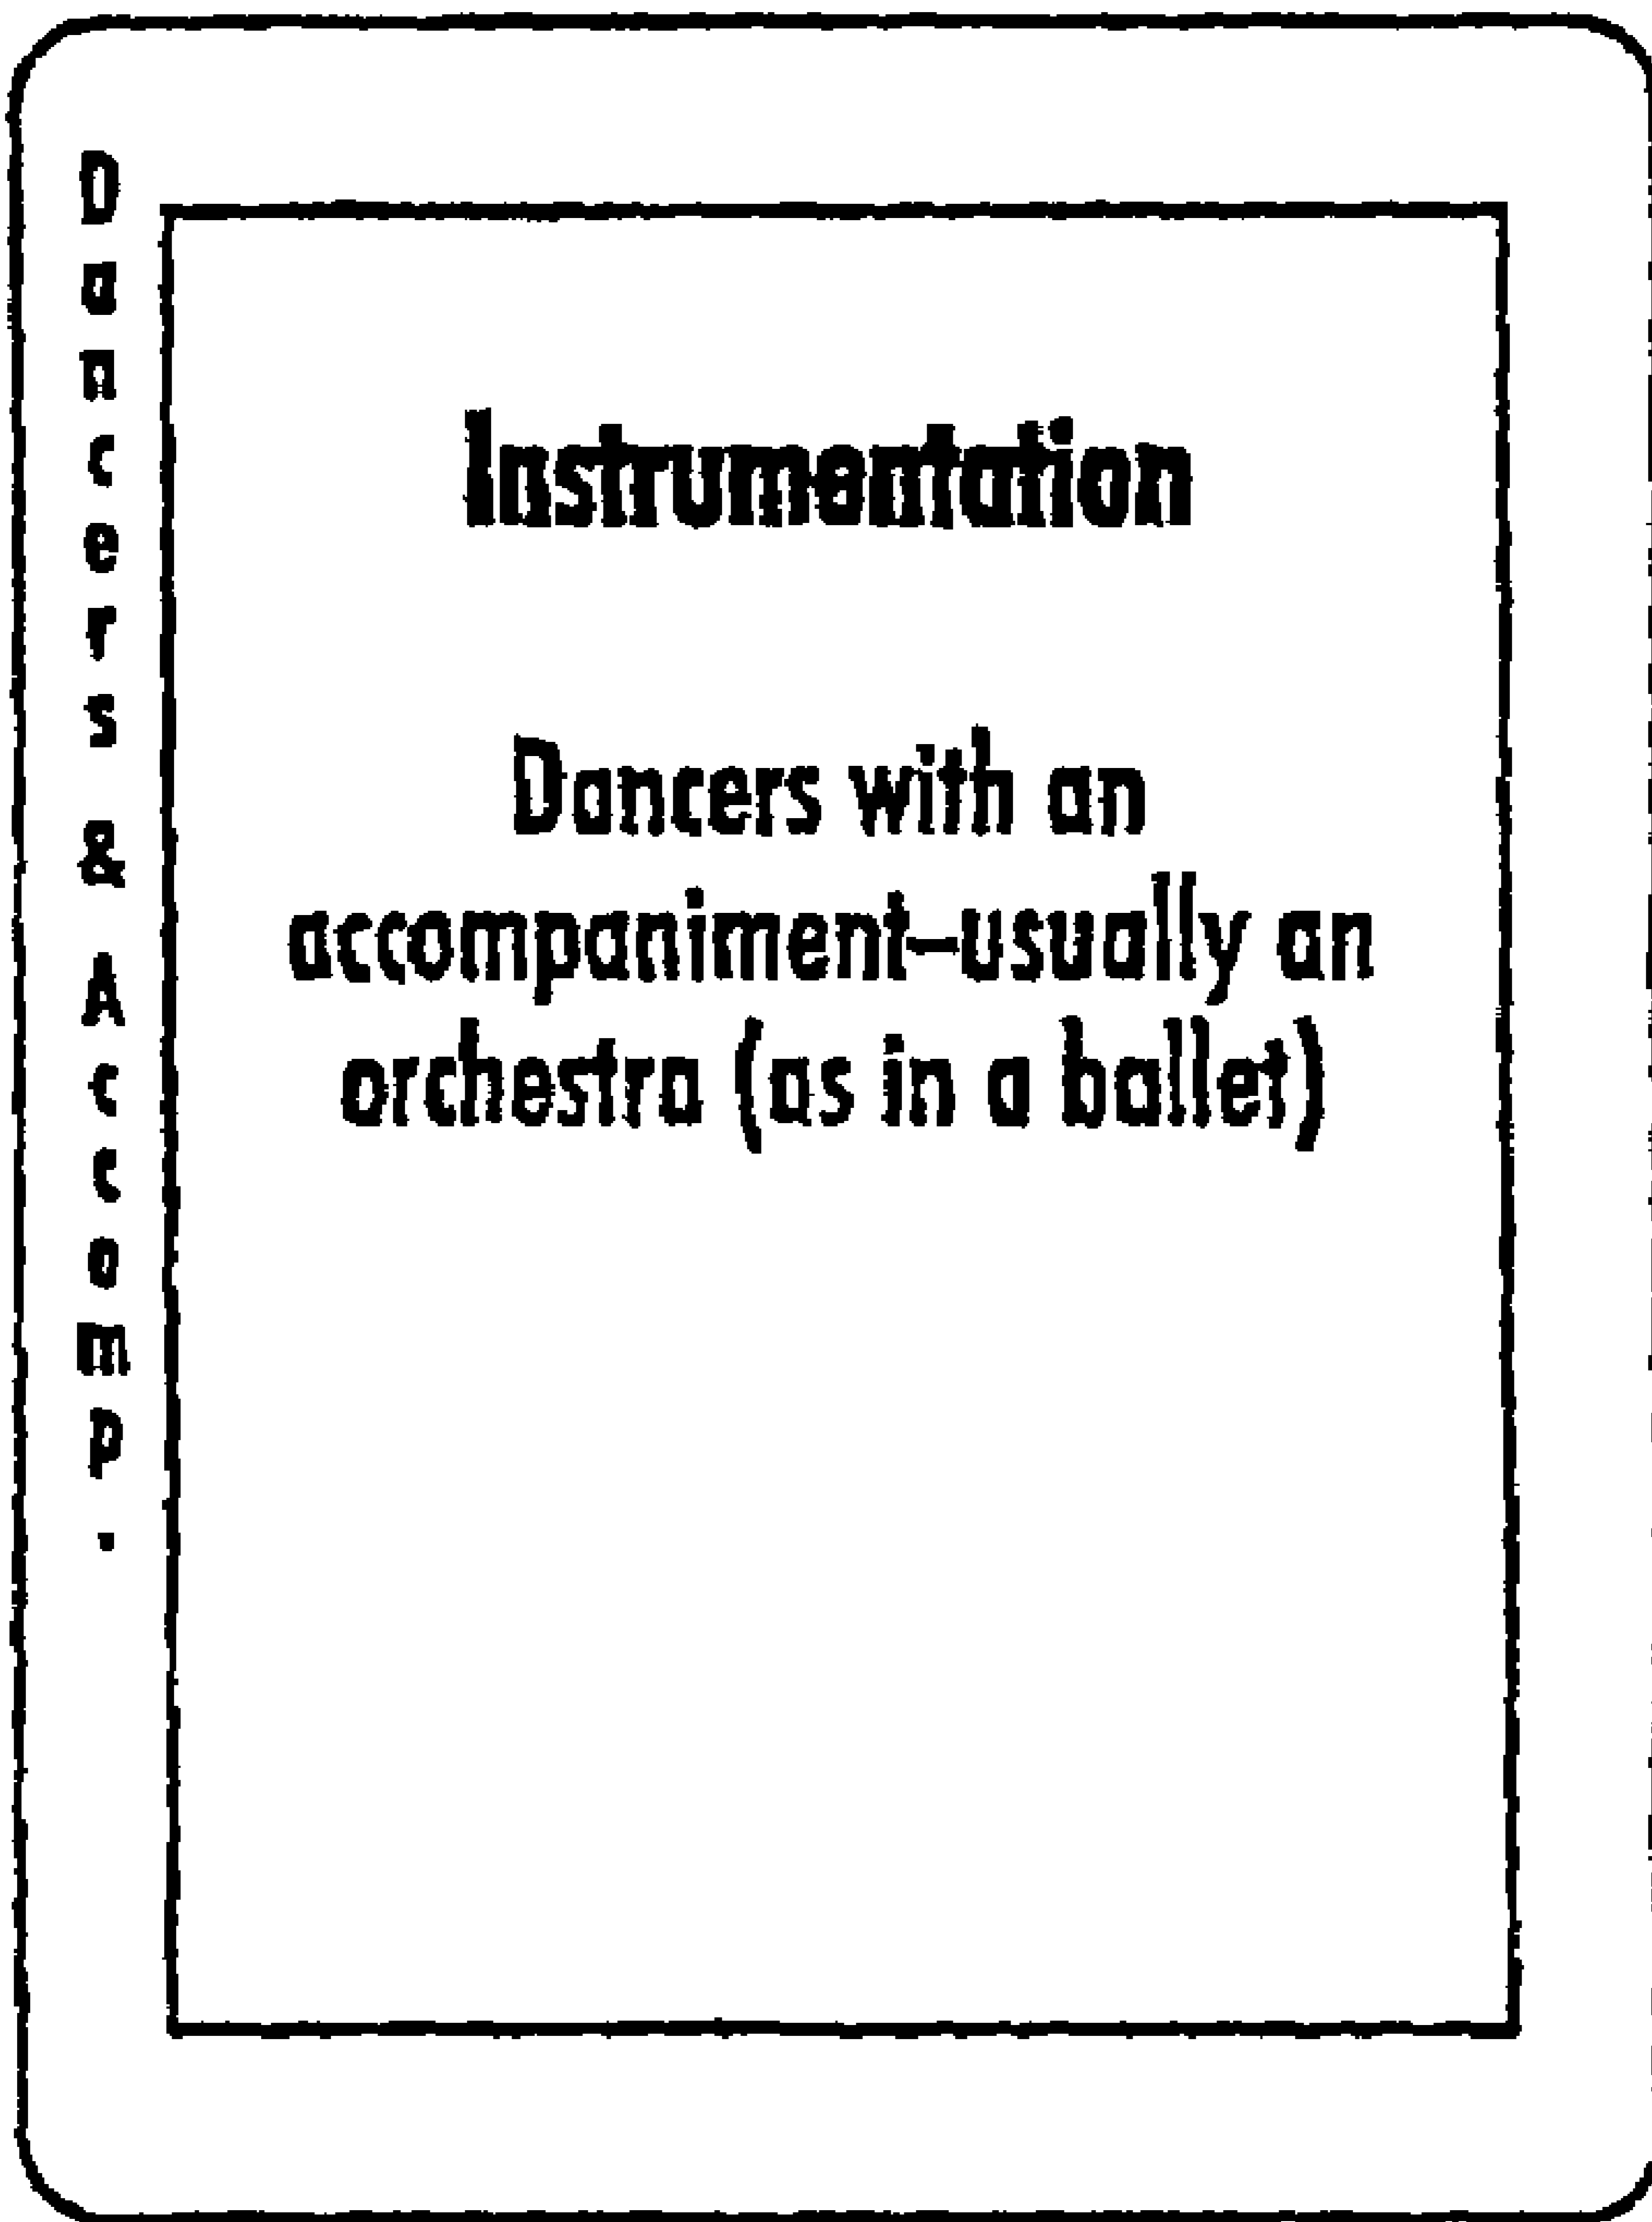 Dancers & Accomp.
Instrumentation
Dancers with an
accompaniment–usually an
orchestra (as in a ballet)